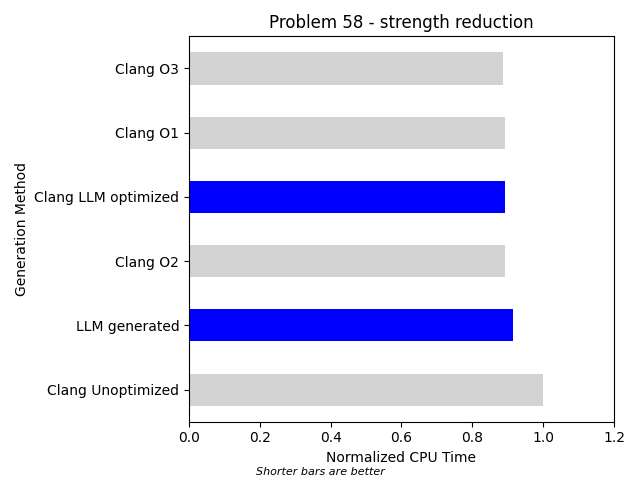 Problem 58 - strength reduction
Clang O3
Clang O1
Clang LLM optimized
Clang O2
LLM generated
Clang Unoptimized
Generation Method
0.0 0.2 0.4 0.6 0.8 1.0 1.2
Normalized CPU Time
Shorter bars are better